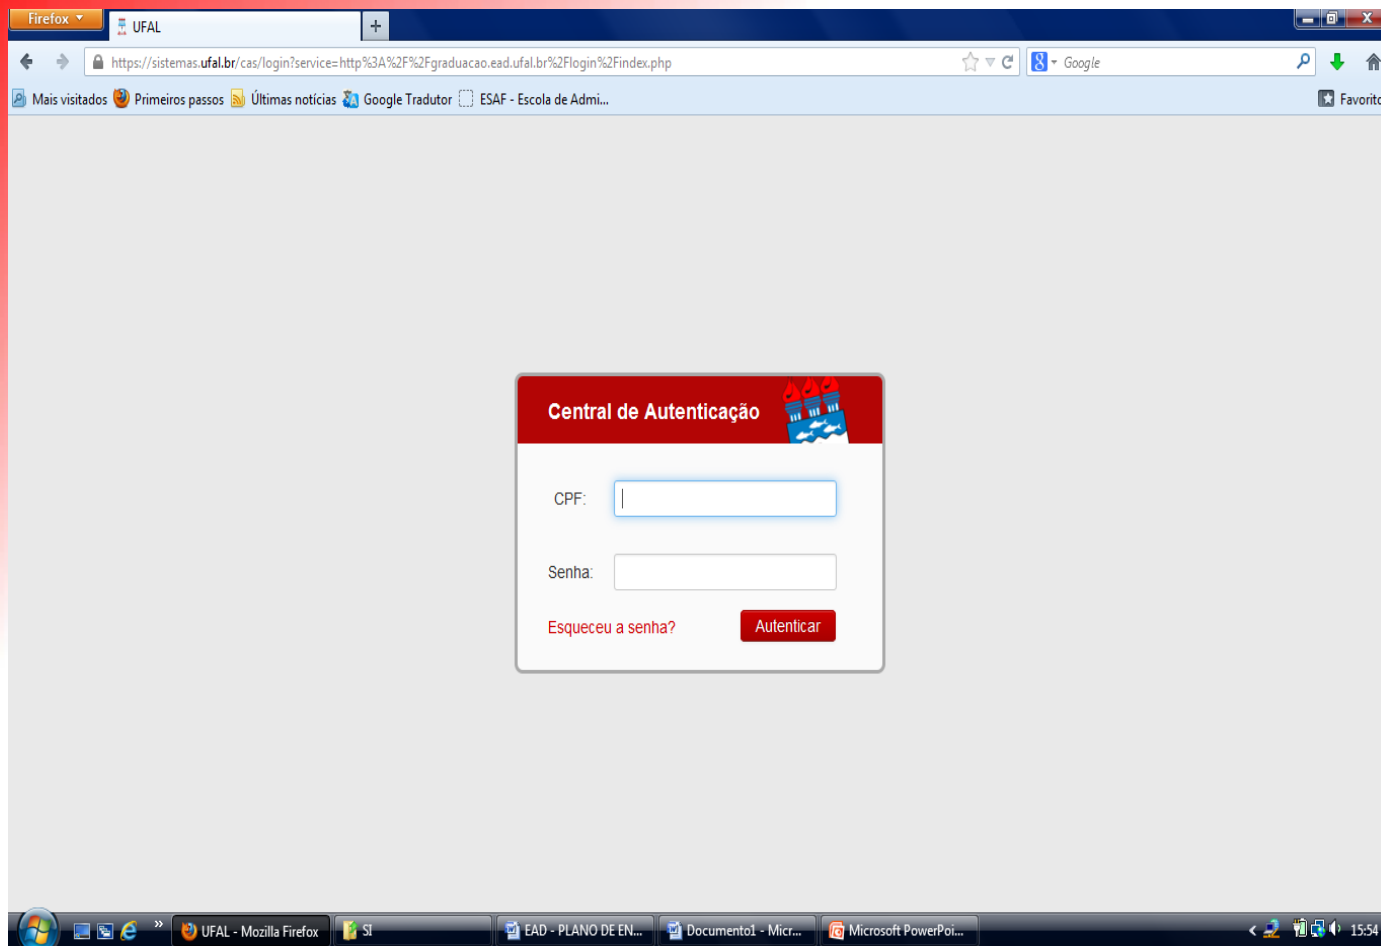 Firefox
UFAL
+
https://sistemas.ufal.br/cas/login?service=http%3A%2F%2Fgraduacao.ead.ufal.br%2Flogin%2Findex.php
8
Google
Mais visitados
Primeiros passos
Últimas notícias
Google Tradutor
ESAF - Escola de Admi...
Favorito
Central de Autenticação
CPF:
Senha:
Esqueceu a senha?
Autenticar
UFAL - Mozilla Firefox
SI
EAD - PLANO DE EN...
Documento1 - Micr...
Microsoft PowerPoi...
15:54